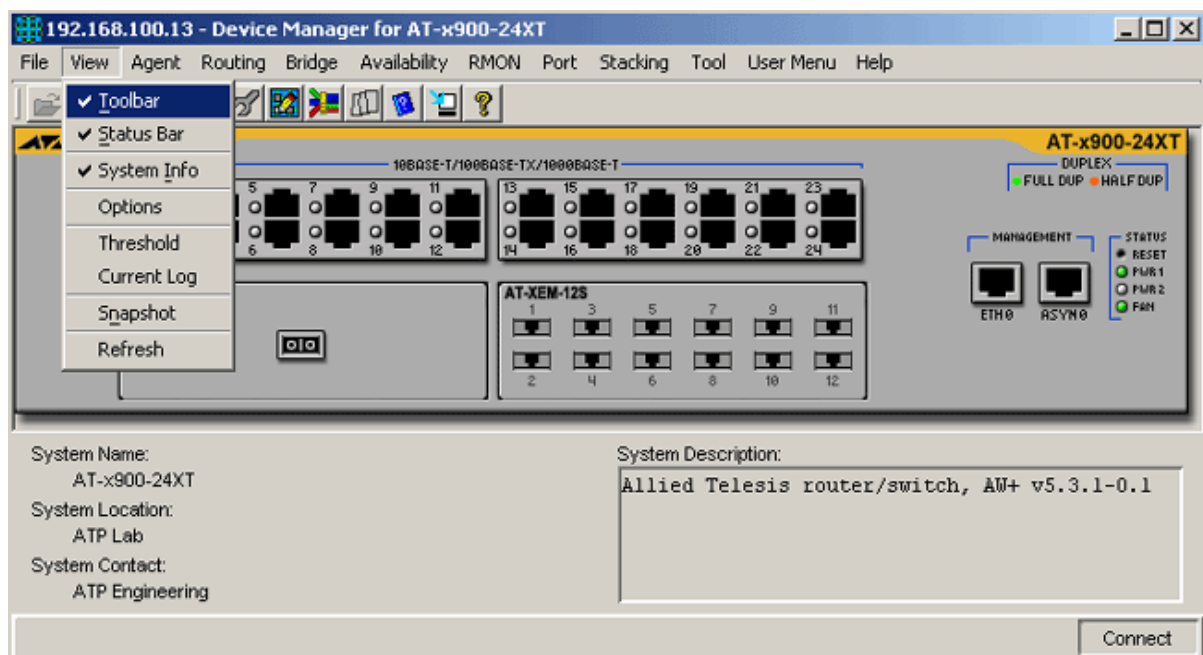 192.168.100.13 - Device Manager for AT-x900-24XT
File View Agent Routing Bridge Availability RMON Port Stacking Tool User Menu Help
Toolbar
Status Bar
System Info
Options
Threshold
Current Log
Snapshot
Refresh
AT-x900-24XT
10BASE-T/100BASE-TX/1000BASE-T
DUPLEX
FULL DUP HALF DUP
5 7 9 11 13 15 17 19 21 23
6 8 10 12 14 16 18 20 22 24
MANAGEMENT
ETH0 ASYN0
STATUS
RESET
PWR1
PWR2
FAN
AT-XEM-12S
1 3 5 7 9 11
2 4 6 8 10 12
System Name:
AT-x900-24XT
System Location:
ATP Lab
System Contact:
ATP Engineering
System Description:
Allied Telesis router/switch, AW+ v5.3.1-0.1
Connect